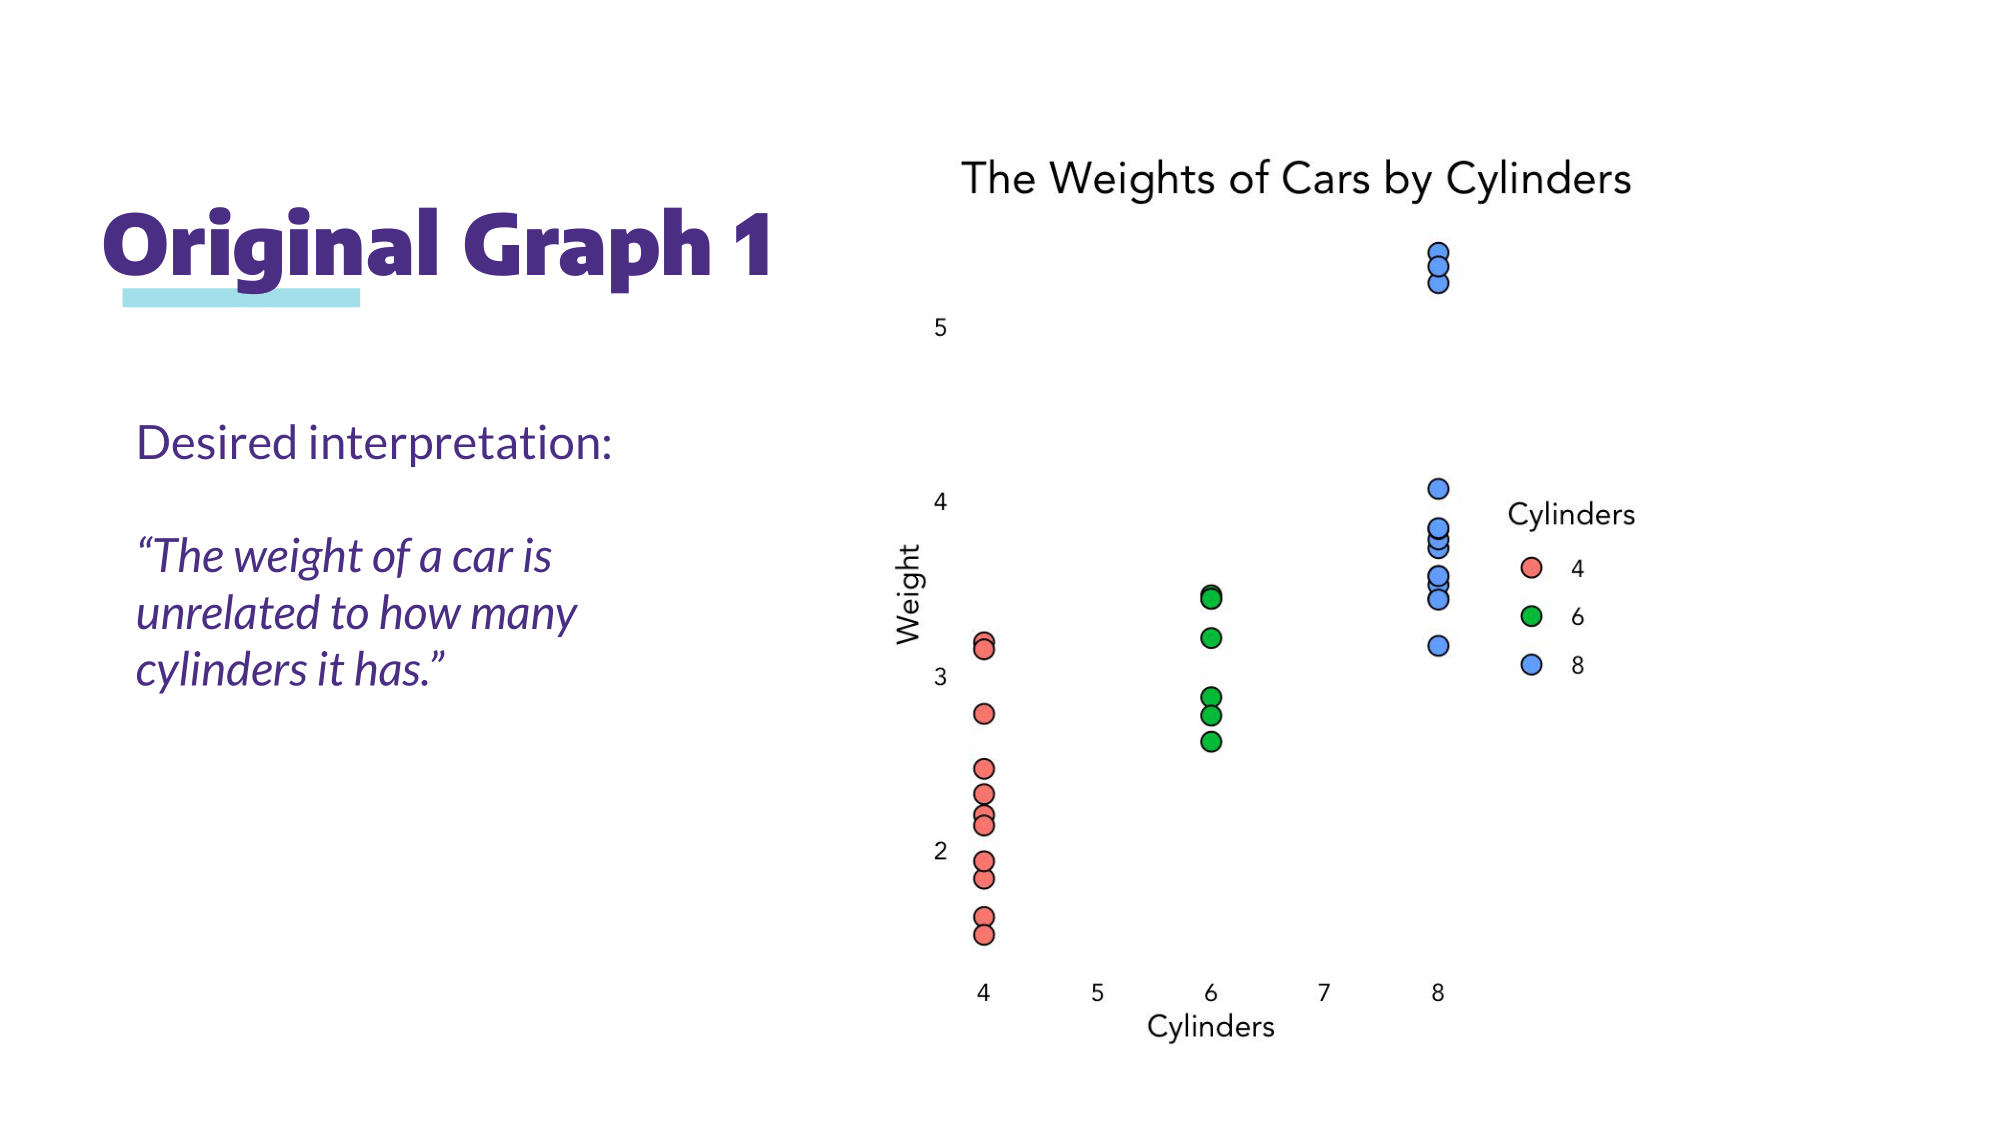 Original Graph 1
Desired interpretation:
“The weight of a car is
unrelated to how many
cylinders it has.”
The Weights of Cars by Cylinders
5
4
3
2
Weight
4 5 6 7 8
Cylinders
Cylinders
4
6
8